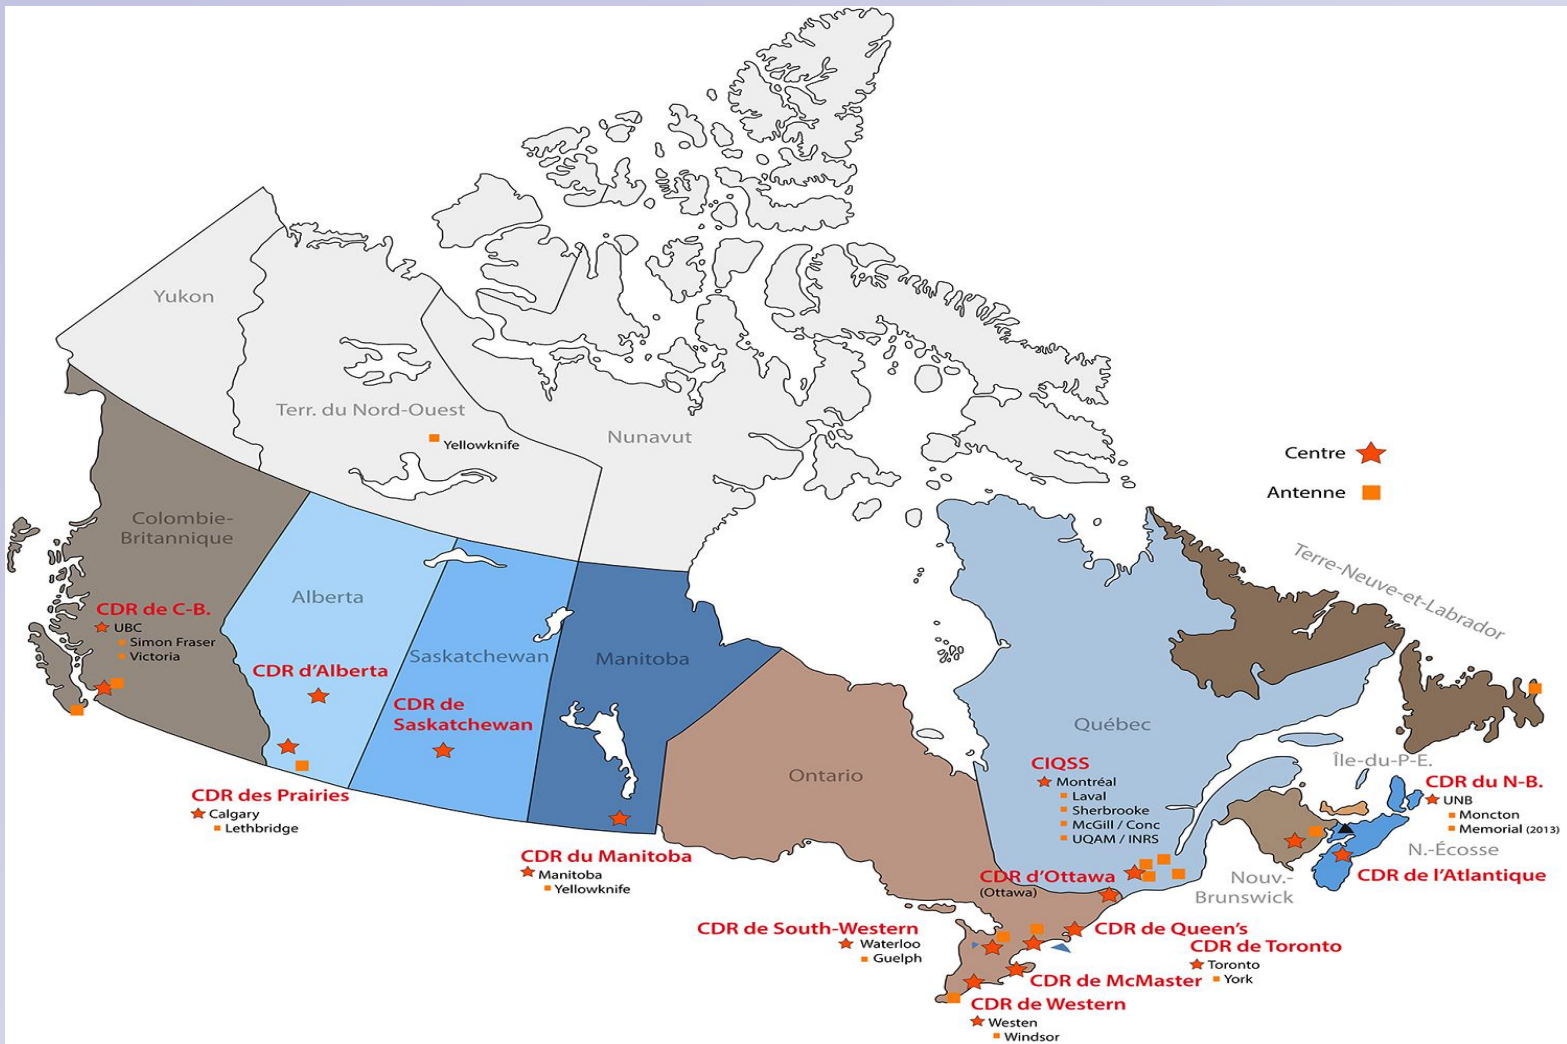 Yukon
Terr. du Nord-Ouest
Yellowknife
Nunavut
Centre
Antenne
Colombie-
Britannique
Terre-Neuve-et-Labrador
Alberta
CDR de C-B.
UBC
Simon Fraser
Victoria
Saskatchewan
Manitoba
CDR d'Alberta
CDR de
Saskatchewan
Québec
Ontario
CIQSS
Montréal
Laval
Sherbrooke
McGill / Conc
UQAM / INRS
Île-du-P-E.
CDR du N-B.
UNB
Moncton
Memorial (2013)
N.-Écosse
CDR des Prairies
Calgary
Lethbridge
CDR du Manitoba
Manitoba
Yellowknife
CDR d'Ottawa
(Ottawa)
Nouv.-
Brunswick
CDR de l'Atlantique
CDR de South-Western
Waterloo
Guelph
CDR de Queen's
CDR de Toronto
Toronto
York
CDR de McMaster
CDR de Western
Westen
Windsor